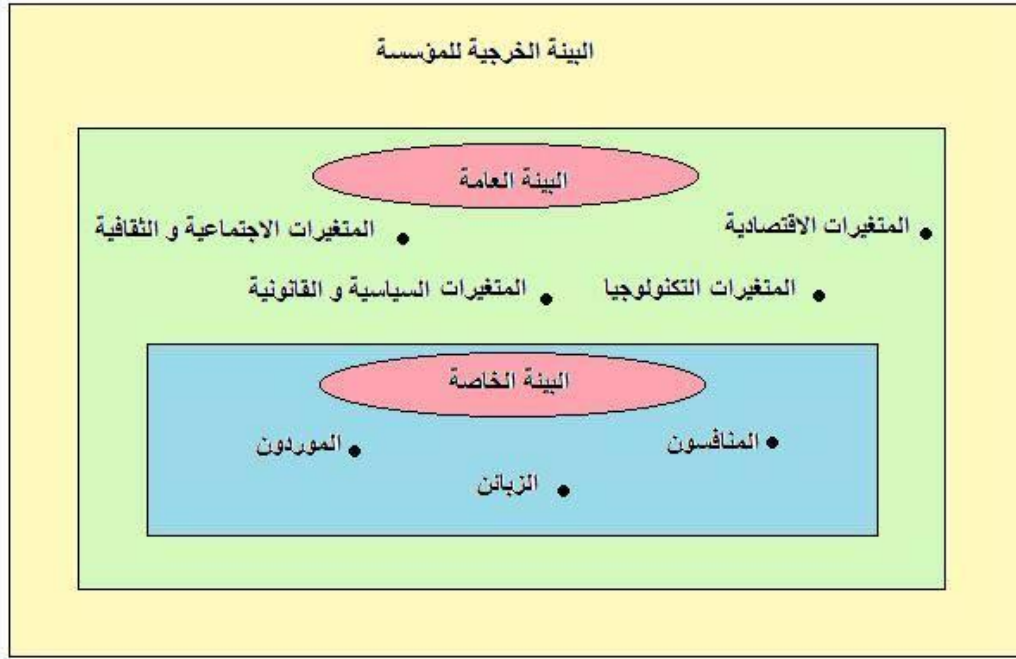 البيئة الخرجية للمؤسسة
البيئة العامة
• المتغيرات الاقتصادية
• المتغيرات الاجتماعية و الثقافية
• المتغيرات التكنولوجيا
• المتغيرات السياسية و القانونية
البيئة الخاصة
• المنافسون
• الموردون
• الزبائن